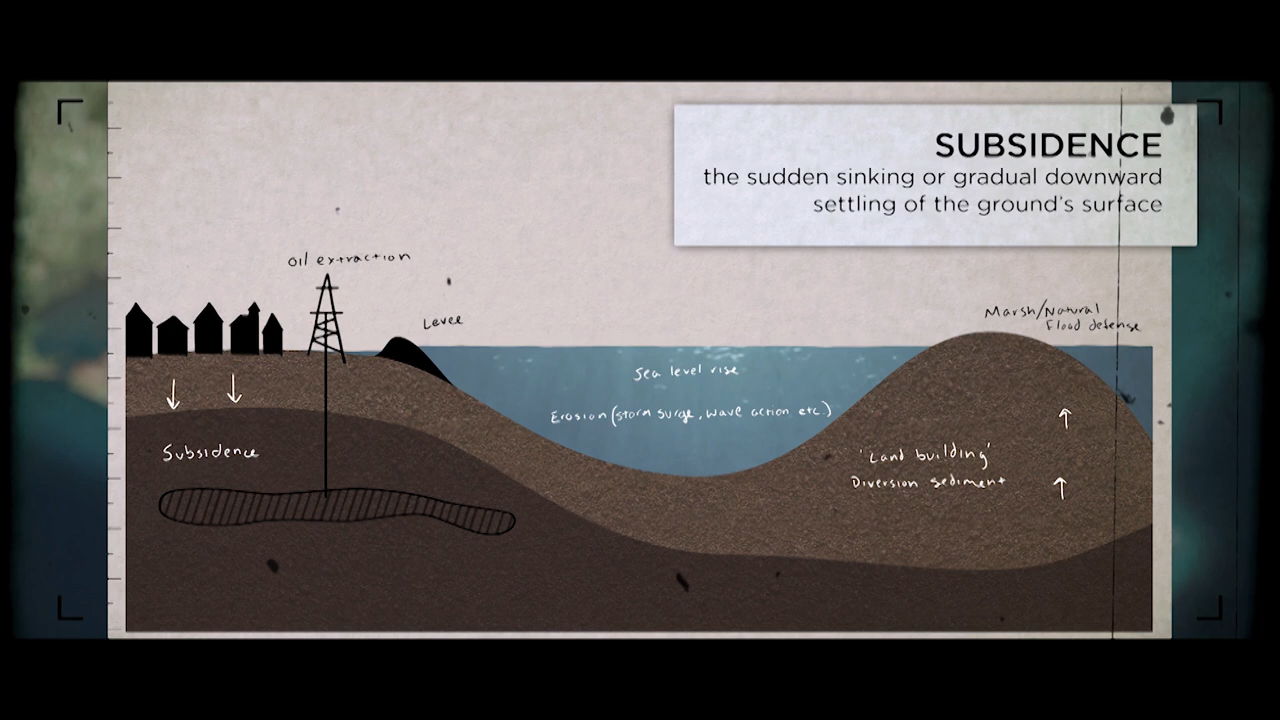 SUBSIDENCE
the sudden sinking or gradual downward
settling of the ground's surface
oil extraction
Levee
Marsh/Natural
Flood defense
Sea level rise
Erosion (storm surge, wave action etc.)
Subsidence
'Land building'
Diversion sediment